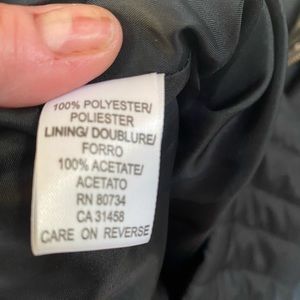 100% POLYESTER/
POLIESTER
LINING/ DOUBLURE/
FORRO
100% ACETATE/
ACETATO
RN 80734
CA 31458
CARE ON REVERSE